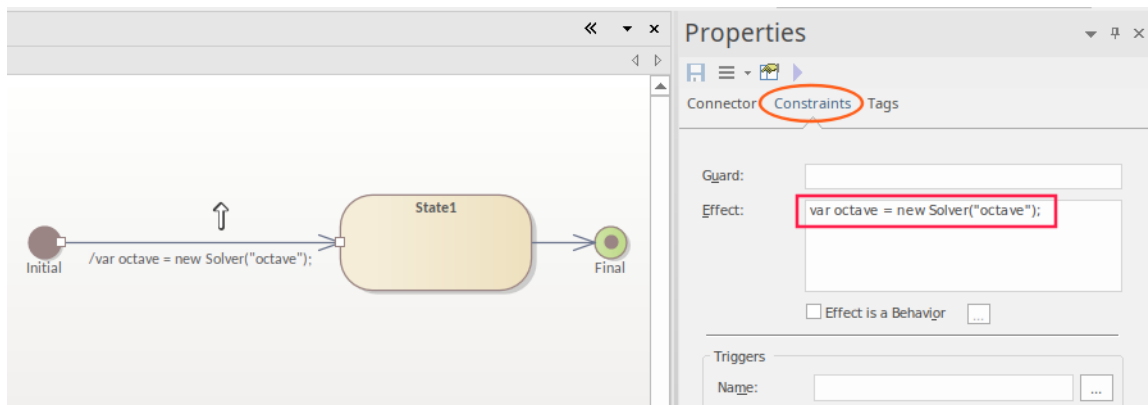 State1
Initial
/var octave = new Solver("octave");
Final
Properties
Connector Constraints Tags
Guard:
Effect: var octave = new Solver("octave");
Effect is a Behavior ...
Triggers
Name: ...